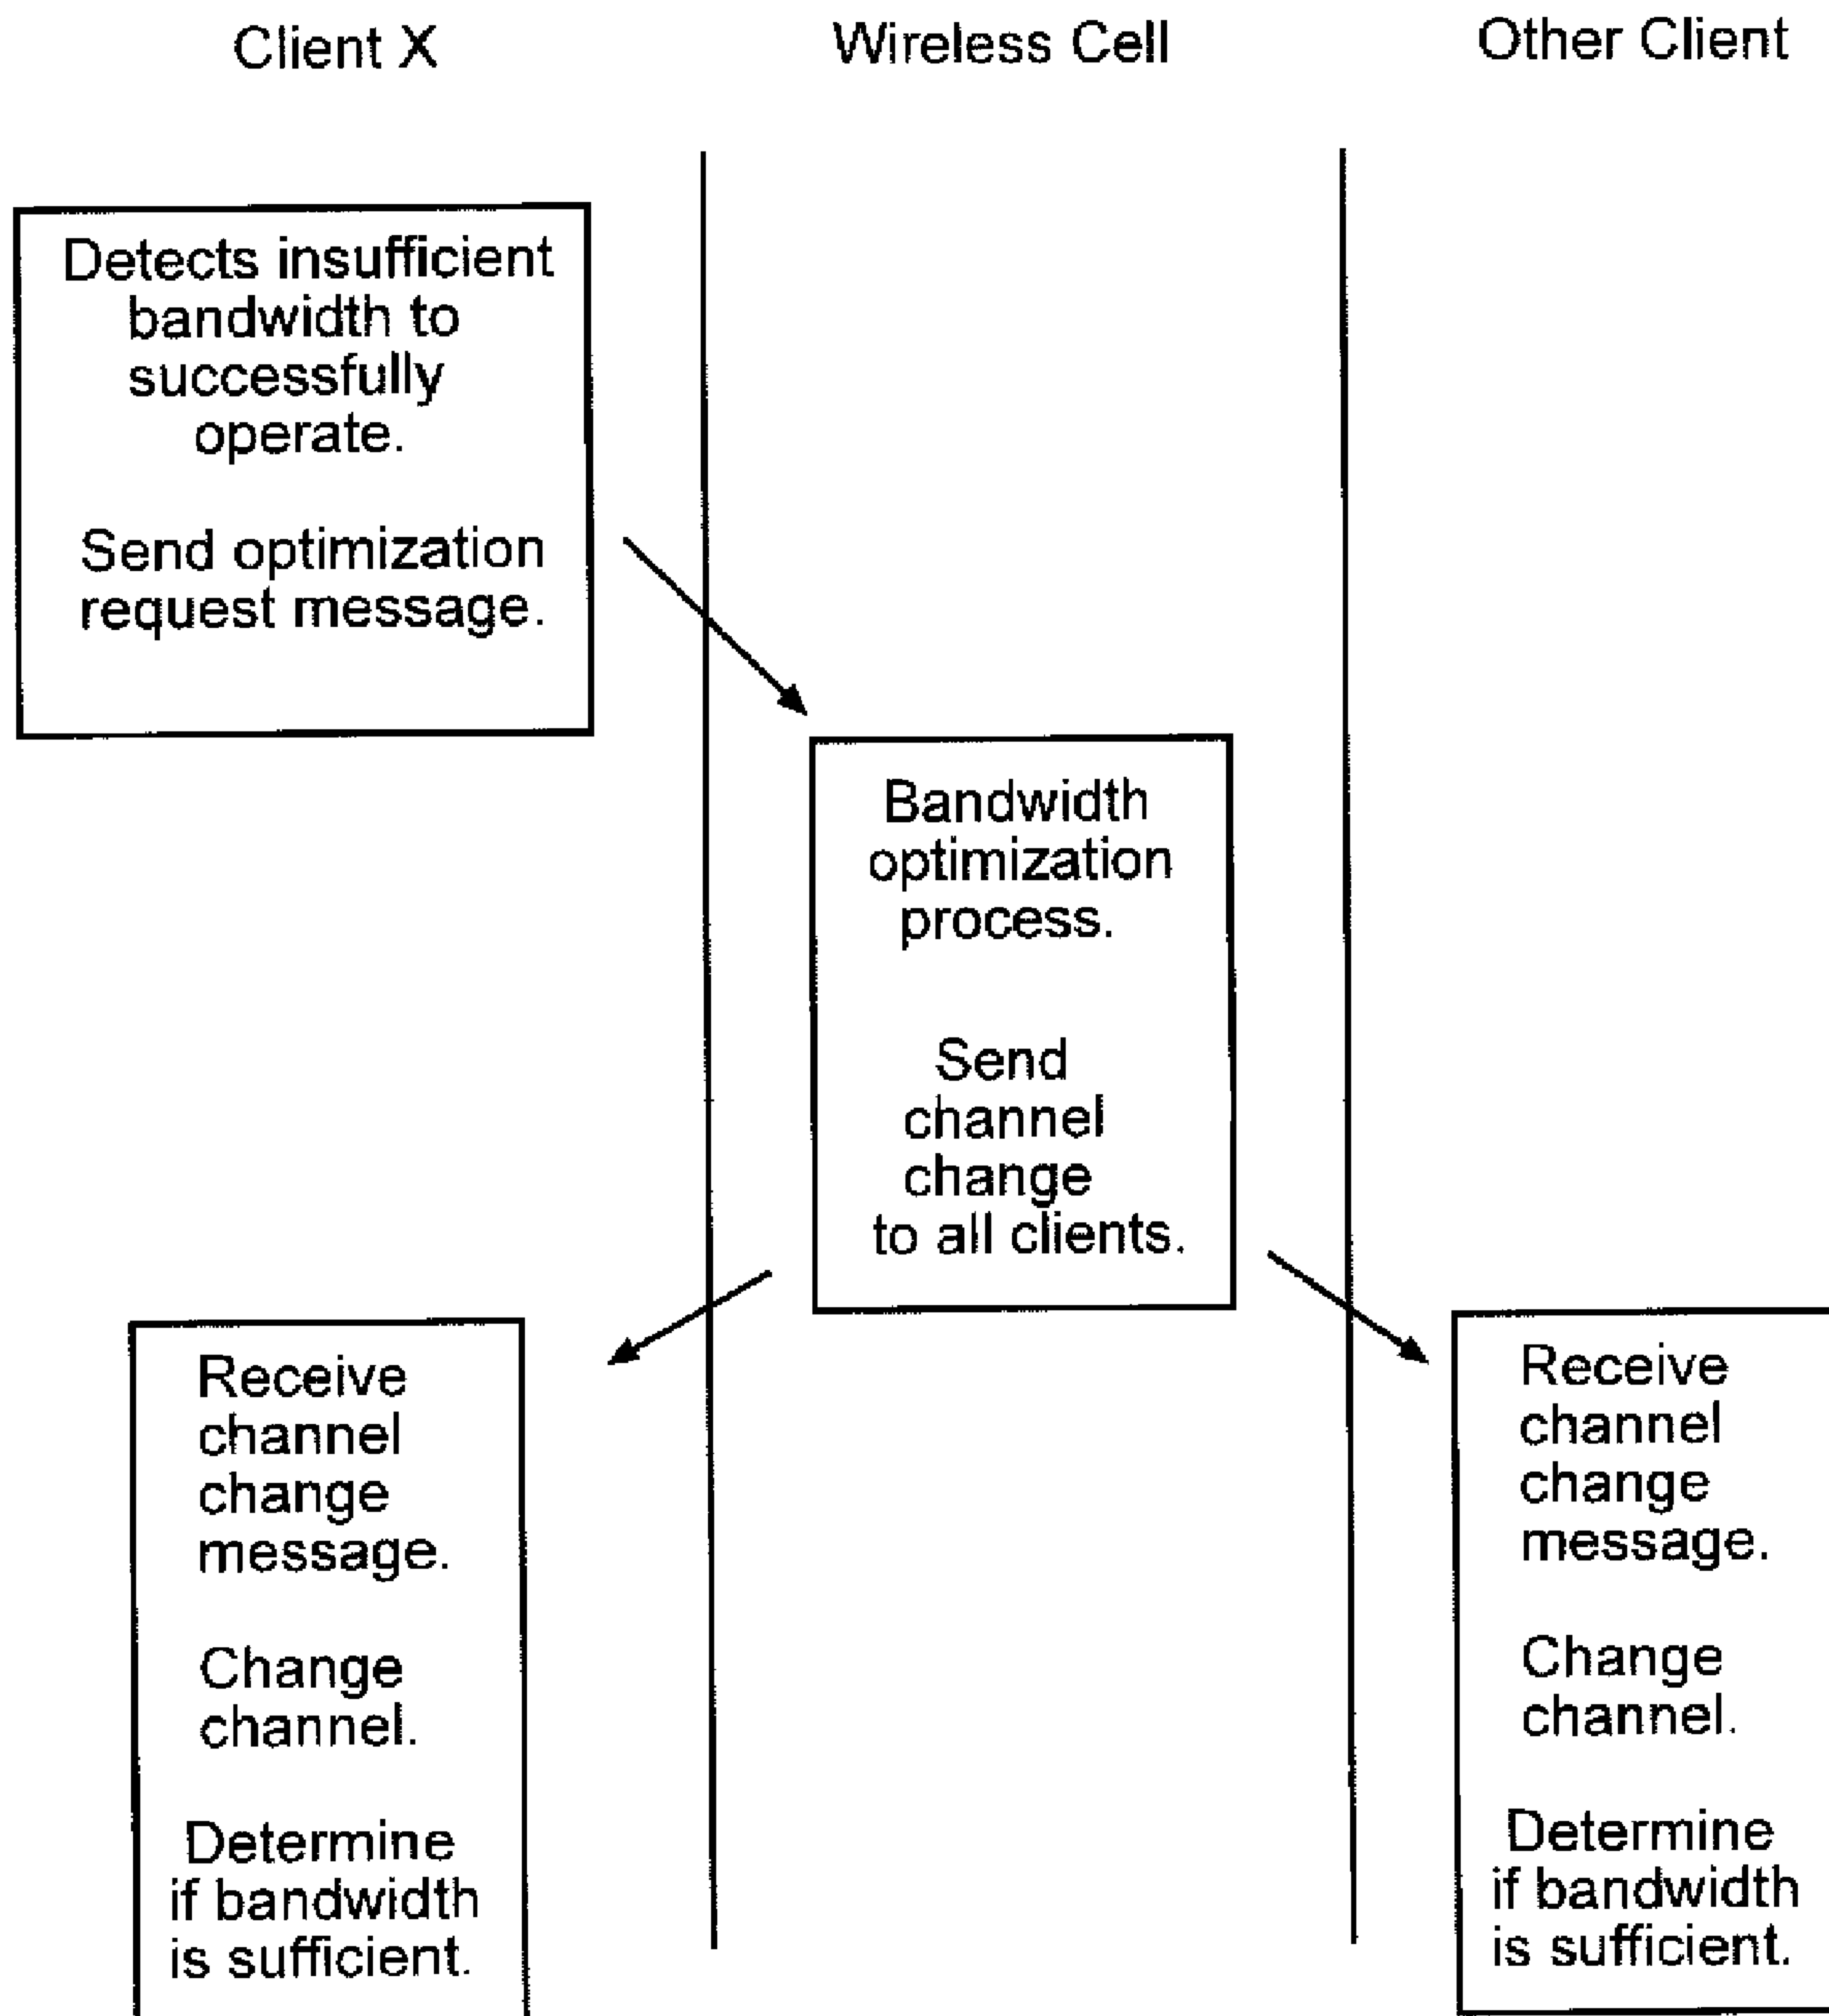 Client X
Wireless Cell
Other Client
Detects insufficient
bandwidth to
successfully
operate.
Send optimization
request message.
Bandwidth
optimization
process.
Send
channel
change
to all clients.
Receive
channel
change
message.
Change
channel.
Determine
if bandwidth
is sufficient.
Receive
channel
change
message.
Change
channel.
Determine
if bandwidth
is sufficient.